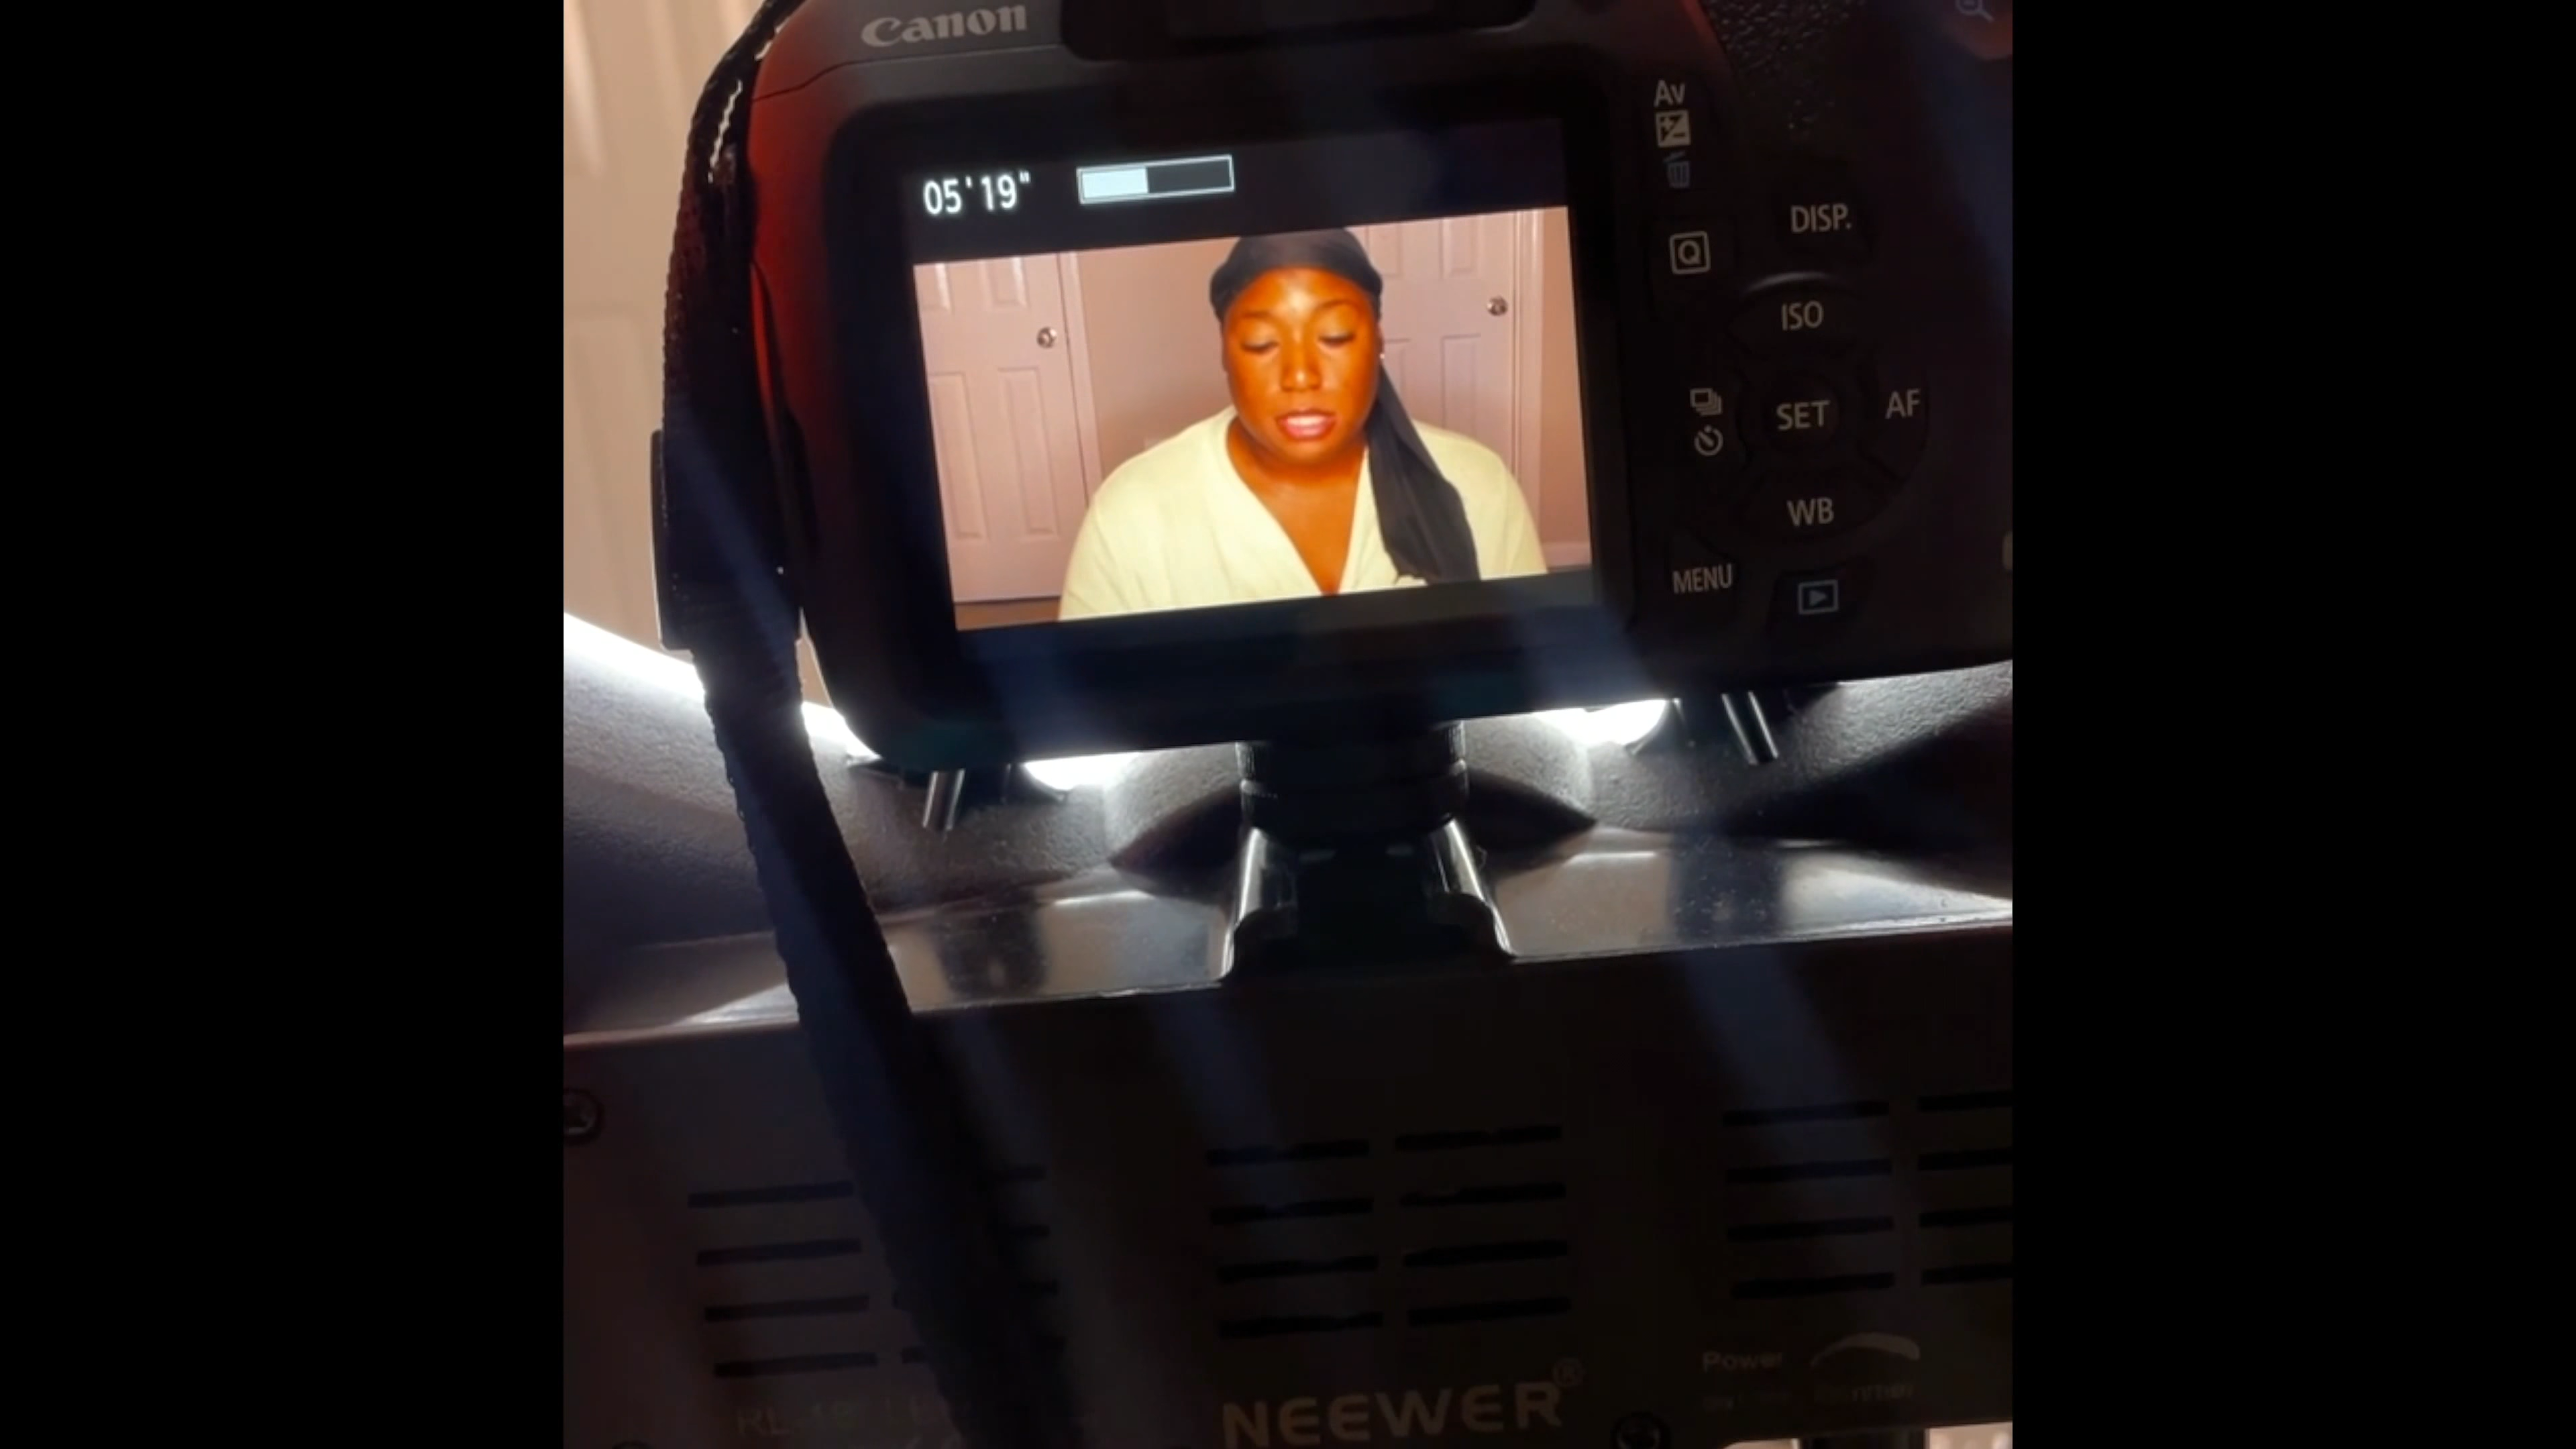 Canon
Av
05'19"
DISP.
Q
ISO
SET
AF
WB
MENU
NEEWER®
Power